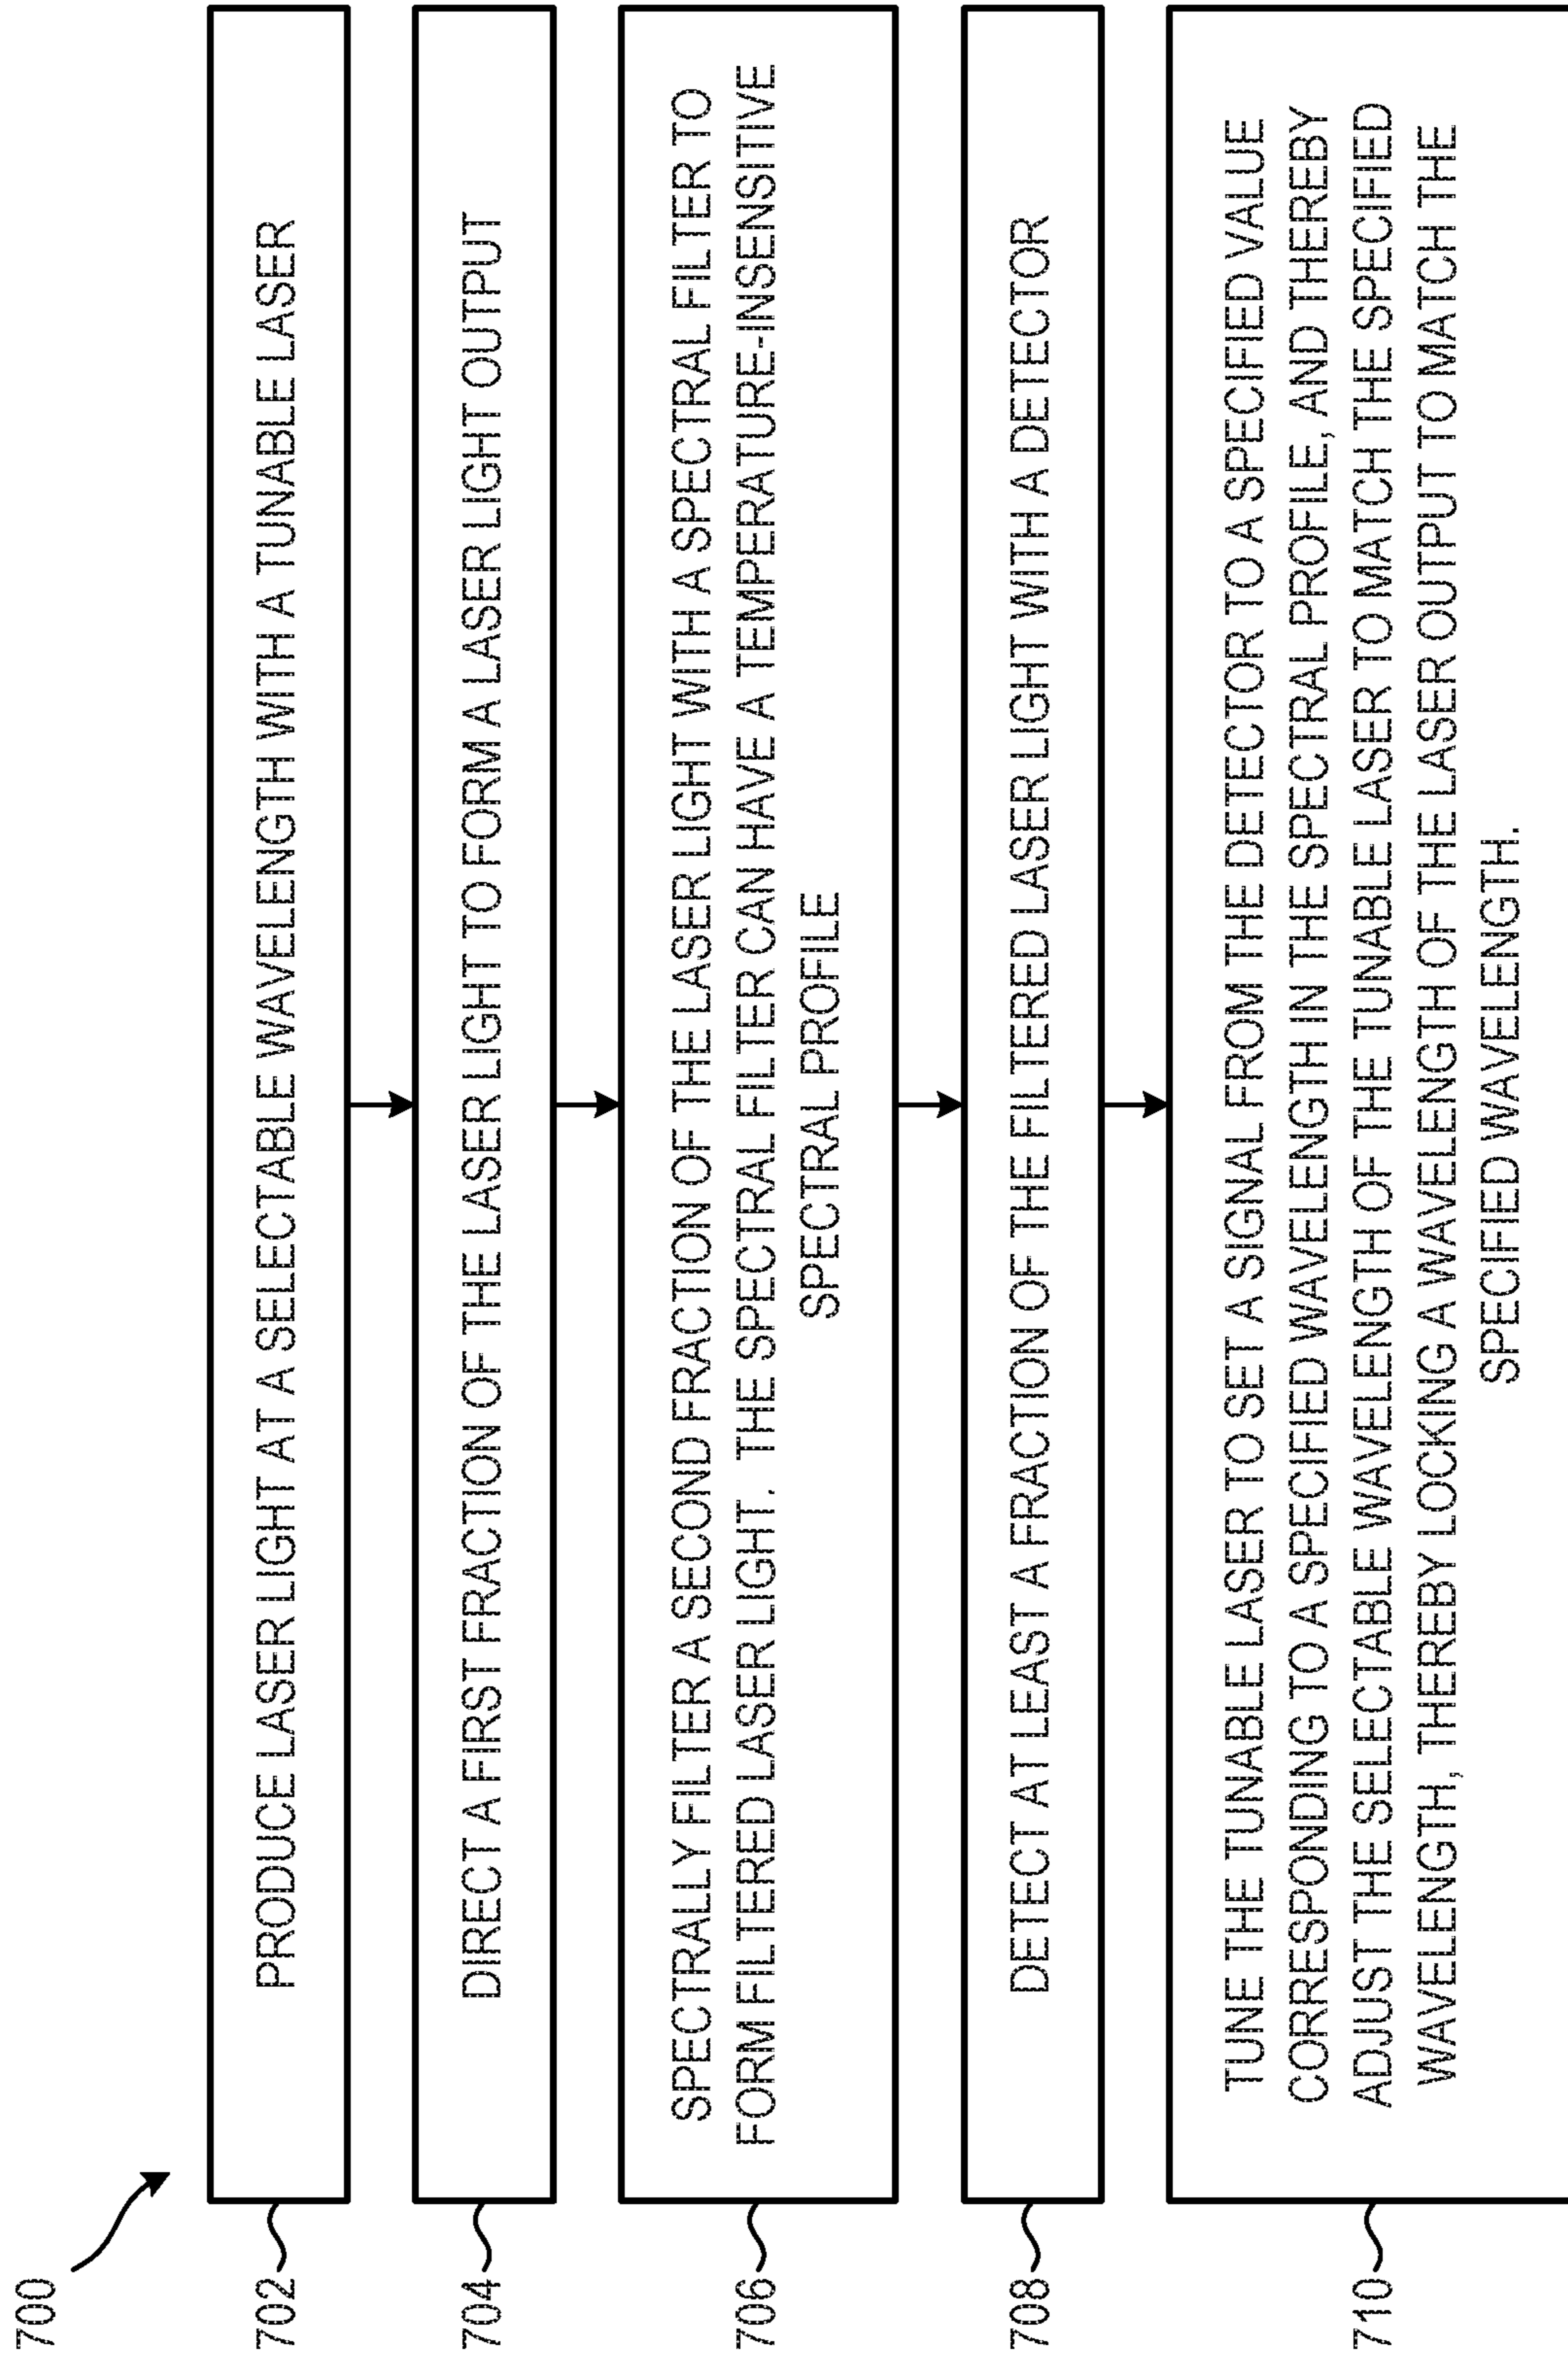 700
702
PRODUCE LASER LIGHT AT A SELECTABLE WAVELENGTH WITH A TUNABLE LASER
704
DIRECT A FIRST FRACTION OF THE LASER LIGHT TO FORM A LASER LIGHT OUTPUT
706
SPECTRALLY FILTER A SECOND FRACTION OF THE LASER LIGHT WITH A SPECTRAL FILTER TO
FORM FILTERED LASER LIGHT. THE SPECTRAL FILTER CAN HAVE A TEMPERATURE-INSENSITIVE
SPECTRAL PROFILE
708
DETECT AT LEAST A FRACTION OF THE FILTERED LASER LIGHT WITH A DETECTOR
710
TUNE THE TUNABLE LASER TO SET A SIGNAL FROM THE DETECTOR TO A SPECIFIED VALUE
CORRESPONDING TO A SPECIFIED WAVELENGTH IN THE SPECTRAL PROFILE, AND THEREBY
ADJUST THE SELECTABLE WAVELENGTH OF THE TUNABLE LASER TO MATCH THE SPECIFIED
WAVELENGTH, THEREBY LOCKING A WAVELENGTH OF THE LASER OUTPUT TO MATCH THE
SPECIFIED WAVELENGTH.